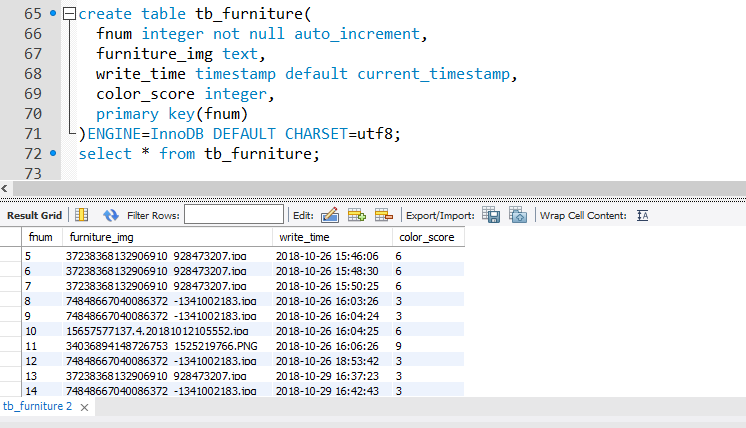 65 create table tb_furniture(
66 fnum integer not null auto_increment,
67 furniture_img text,
68 write_time timestamp default current_timestamp,
69 color_score integer,
70 primary key(fnum)
71 )ENGINE=InnoDB DEFAULT CHARSET=utf8;
72 select * from tb_furniture;
73
Result Grid Filter Rows: Edit: Export/Import: Wrap Cell Content: IA
fnum furniture_img write_time color_score
5 37238368132906910_928473207.jpg 2018-10-26 15:46:06 6
6 37238368132906910_928473207.jpg 2018-10-26 15:48:30 6
7 37238368132906910_928473207.jpg 2018-10-26 15:50:25 6
8 74848667040086372_-1341002183.jpg 2018-10-26 16:03:26 3
9 74848667040086372_-1341002183.jpg 2018-10-26 16:04:24 3
10 15657577137.4.20181012105552.jpg 2018-10-26 16:04:25 6
11 34036894148726753_1525219766.PNG 2018-10-26 16:06:26 9
12 74848667040086372_-1341002183.jpg 2018-10-26 18:53:42 3
13 37238368132906910_928473207.jpg 2018-10-29 16:37:23 3
14 74848667040086372_-1341002183.jpg 2018-10-29 16:42:43 3
tb_furniture 2